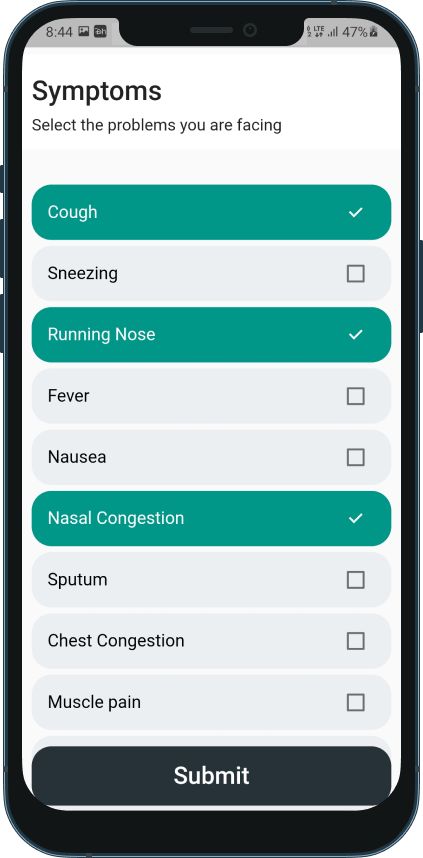 8:44
LTE
47%
Symptoms
Select the problems you are facing
Cough
Sneezing
Running Nose
Fever
Nausea
Nasal Congestion
Sputum
Chest Congestion
Muscle pain
Submit